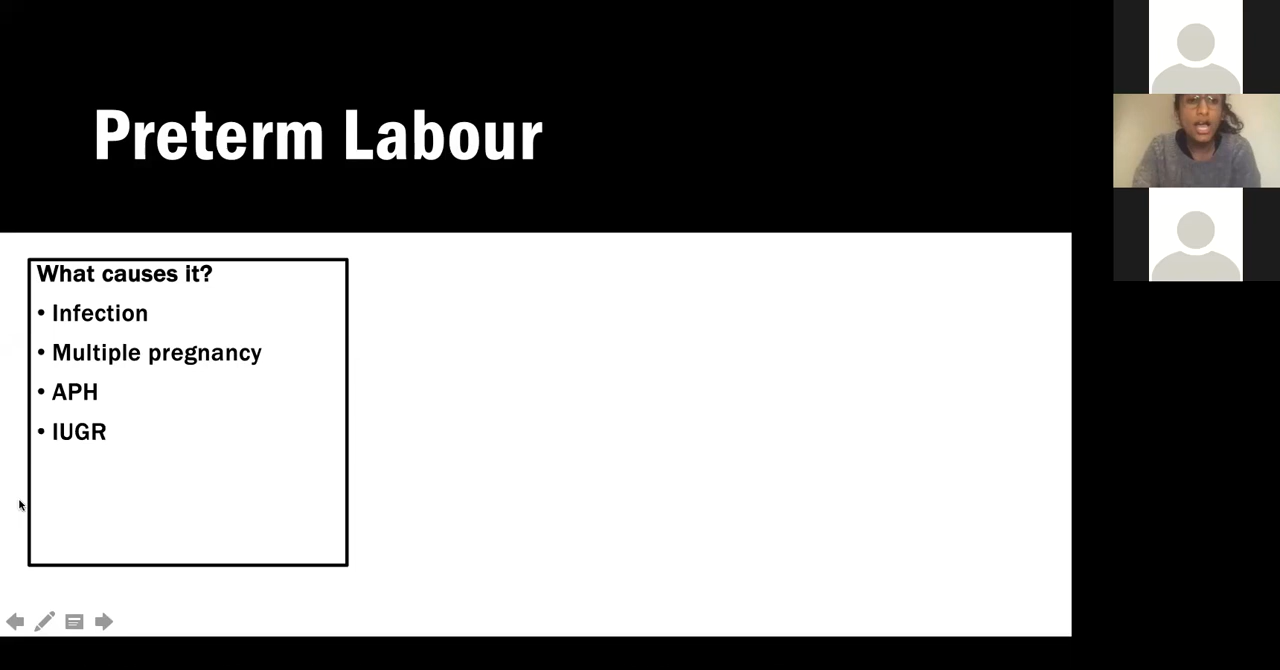 Preterm Labour
What causes it?
• Infection
• Multiple pregnancy
• APH
• IUGR